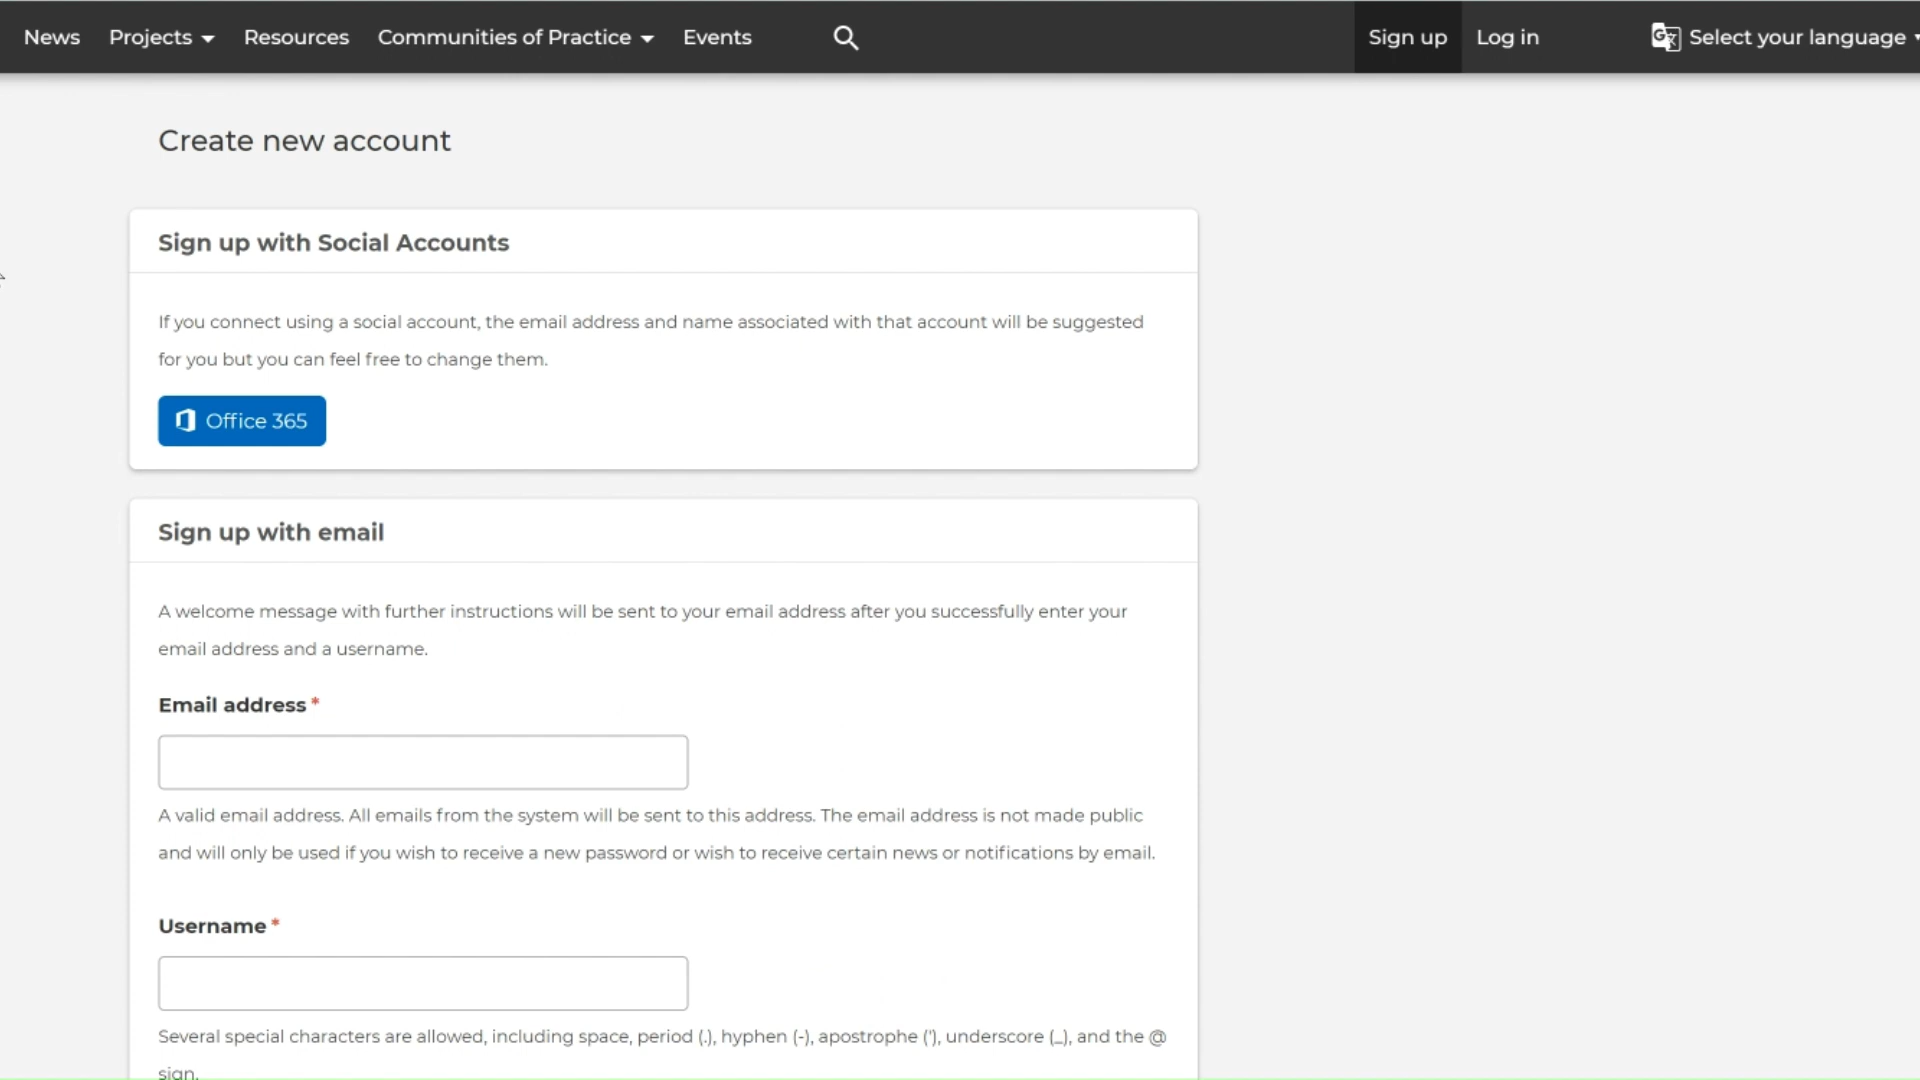 News Projects Resources Communities of Practice Events Sign up Log in Select your language
Create new account
Sign up with Social Accounts
If you connect using a social account, the email address and name associated with that account will be suggested
for you but you can feel free to change them.
Office 365
Sign up with email
A welcome message with further instructions will be sent to your email address after you successfully enter your
email address and a username.
Email address *
A valid email address. All emails from the system will be sent to this address. The email address is not made public
and will only be used if you wish to receive a new password or wish to receive certain news or notifications by email.
Username *
Several special characters are allowed, including space, period (.), hyphen (-), apostrophe ('), underscore (_), and the @
sign.